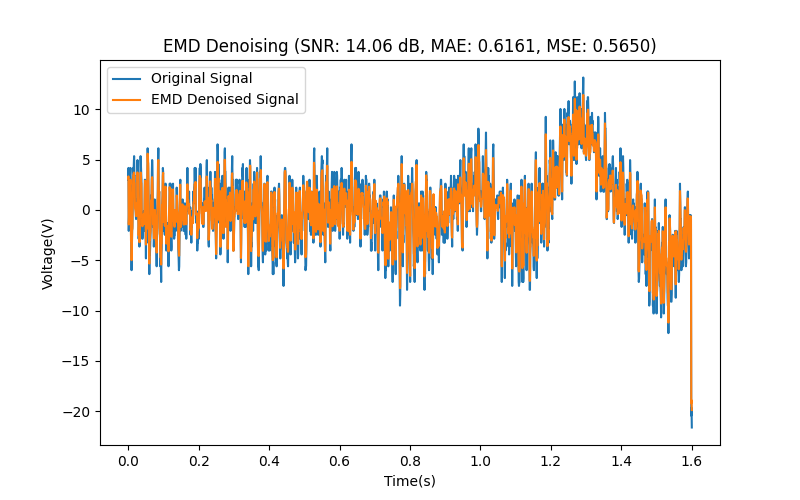 EMD Denoising (SNR: 14.06 dB, MAE: 0.6161, MSE: 0.5650)
Original Signal
EMD Denoised Signal
Voltage(V)
10
5
0
−5
−10
−15
−20
0.0 0.2 0.4 0.6 0.8 1.0 1.2 1.4 1.6
Time(s)